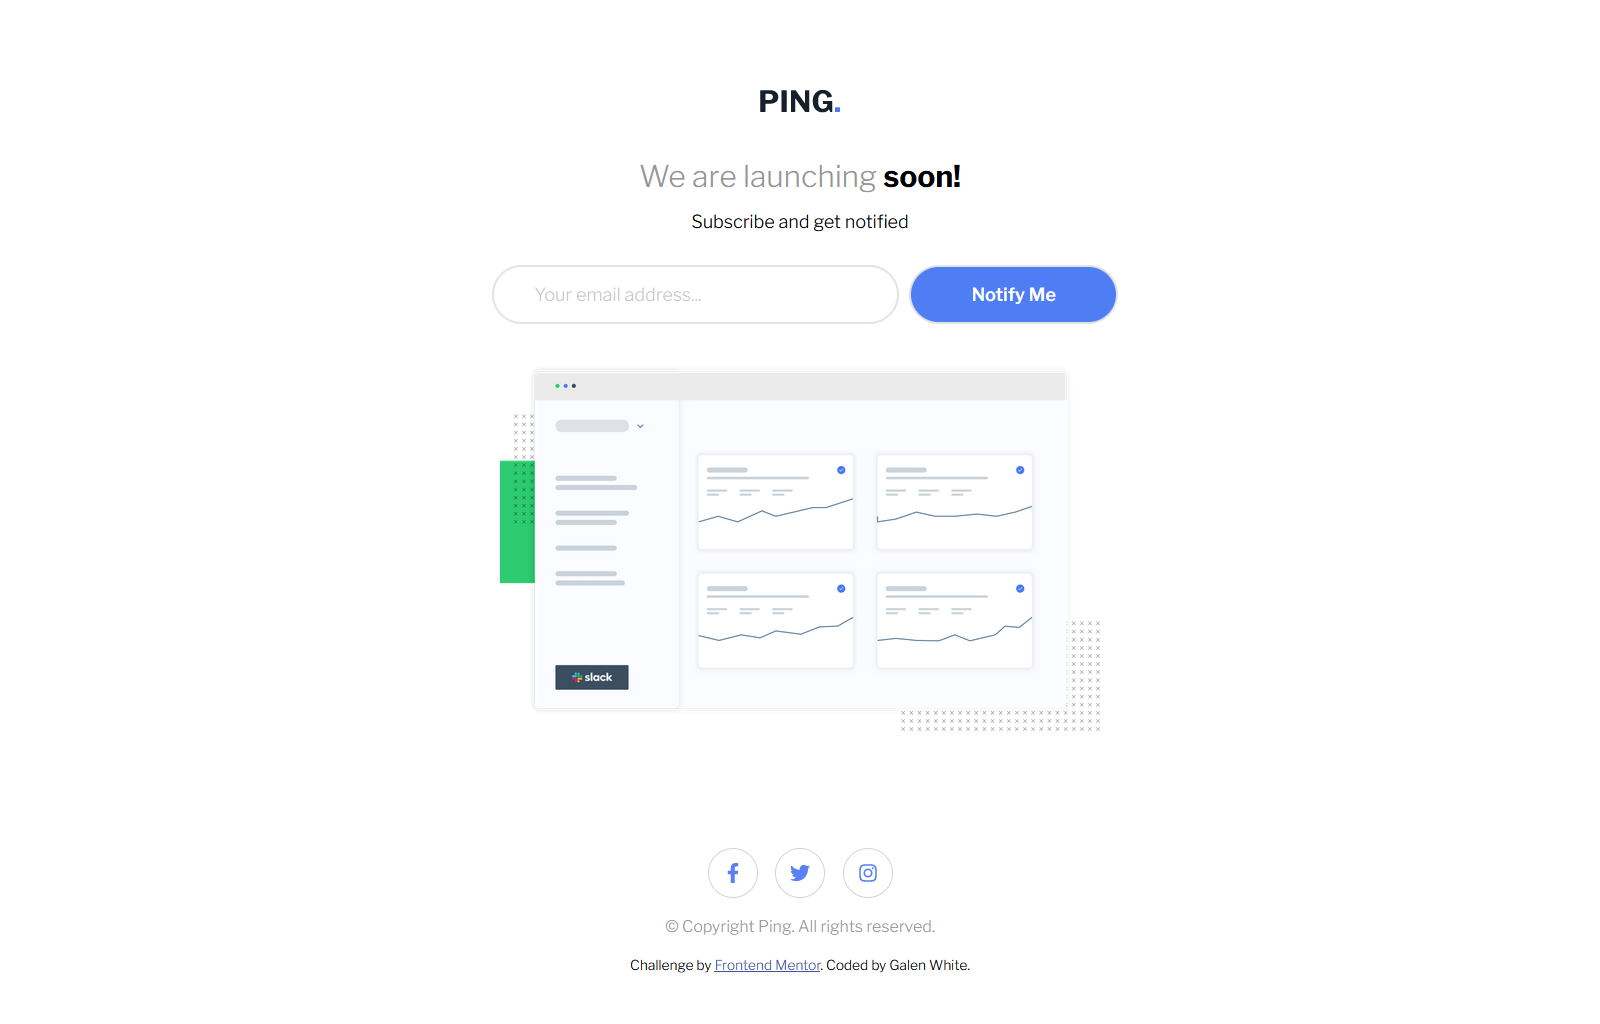 PING.
We are launching soon!
Subscribe and get notified
Your email address...
Notify Me
slack
© Copyright Ping. All rights reserved.
Challenge by Frontend Mentor. Coded by Galen White.